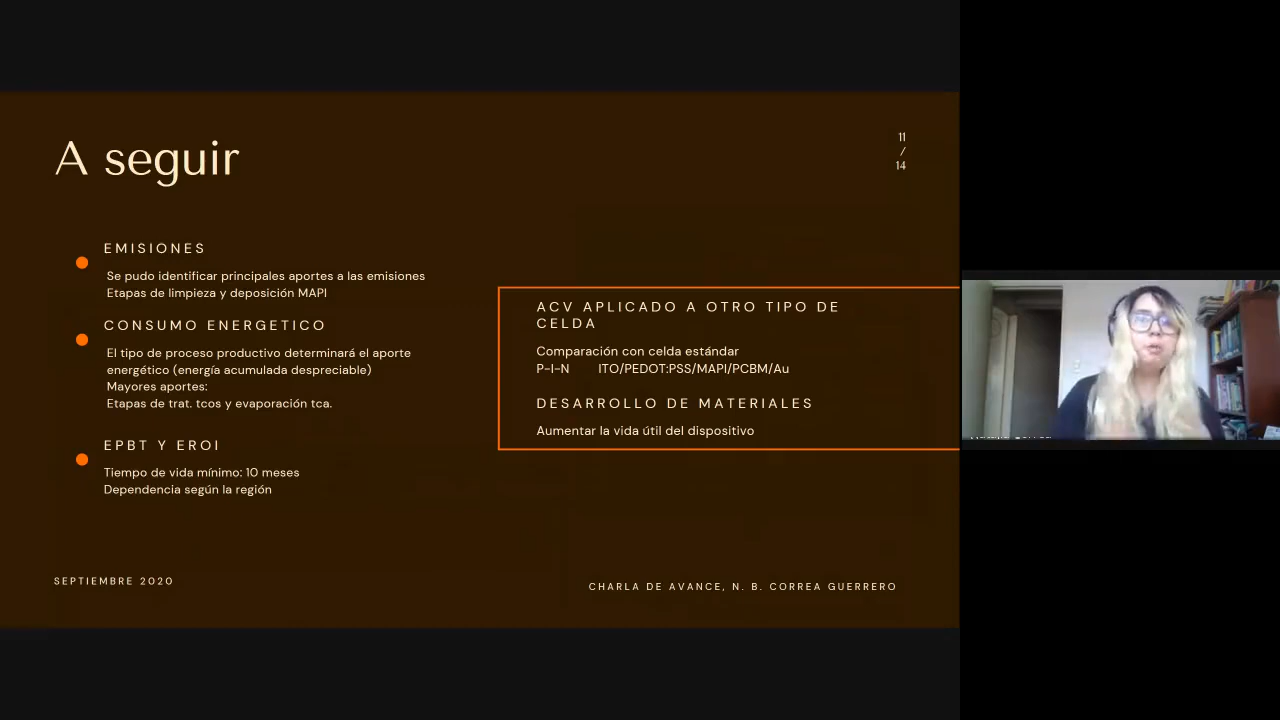 A seguir
11
/
14
EMISIONES
Se pudo identificar principales aportes a las emisiones
Etapas de limpieza y deposición MAPI
CONSUMO ENERGETICO
El tipo de proceso productivo determinará el aporte
energético (energía acumulada despreciable)
Mayores aportes:
Etapas de trat. tcos y evaporación tca.
EPBT Y EROI
Tiempo de vida mínimo: 10 meses
Dependencia según la región
ACV APLICADO A OTRO TIPO DE
CELDA
Comparación con celda estándar
P-I-N ITO/PEDOT:PSS/MAPI/PCBM/Au
DESARROLLO DE MATERIALES
Aumentar la vida útil del dispositivo
SEPTIEMBRE 2020
CHARLA DE AVANCE, N. B. CORREA GUERRERO